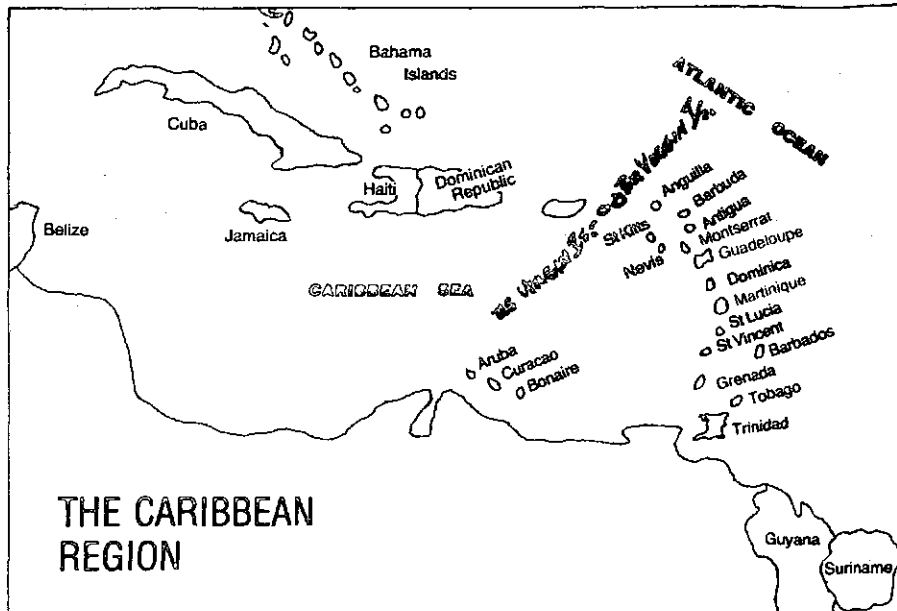 Bahama
Islands
ATLANTIC OCEAN
Cuba
Haiti
Dominican
Republic
Anguilla
Barbuda
Antigua
Belize
Jamaica
St Kitts
Nevis
Montserrat
Guadeloupe
CARIBBEAN SEA
Dominica
Martinique
St Lucia
St Vincent
Barbados
Aruba
Curacao
Bonaire
Grenada
Tobago
Trinidad
THE CARIBBEAN
REGION
Guyana
Suriname